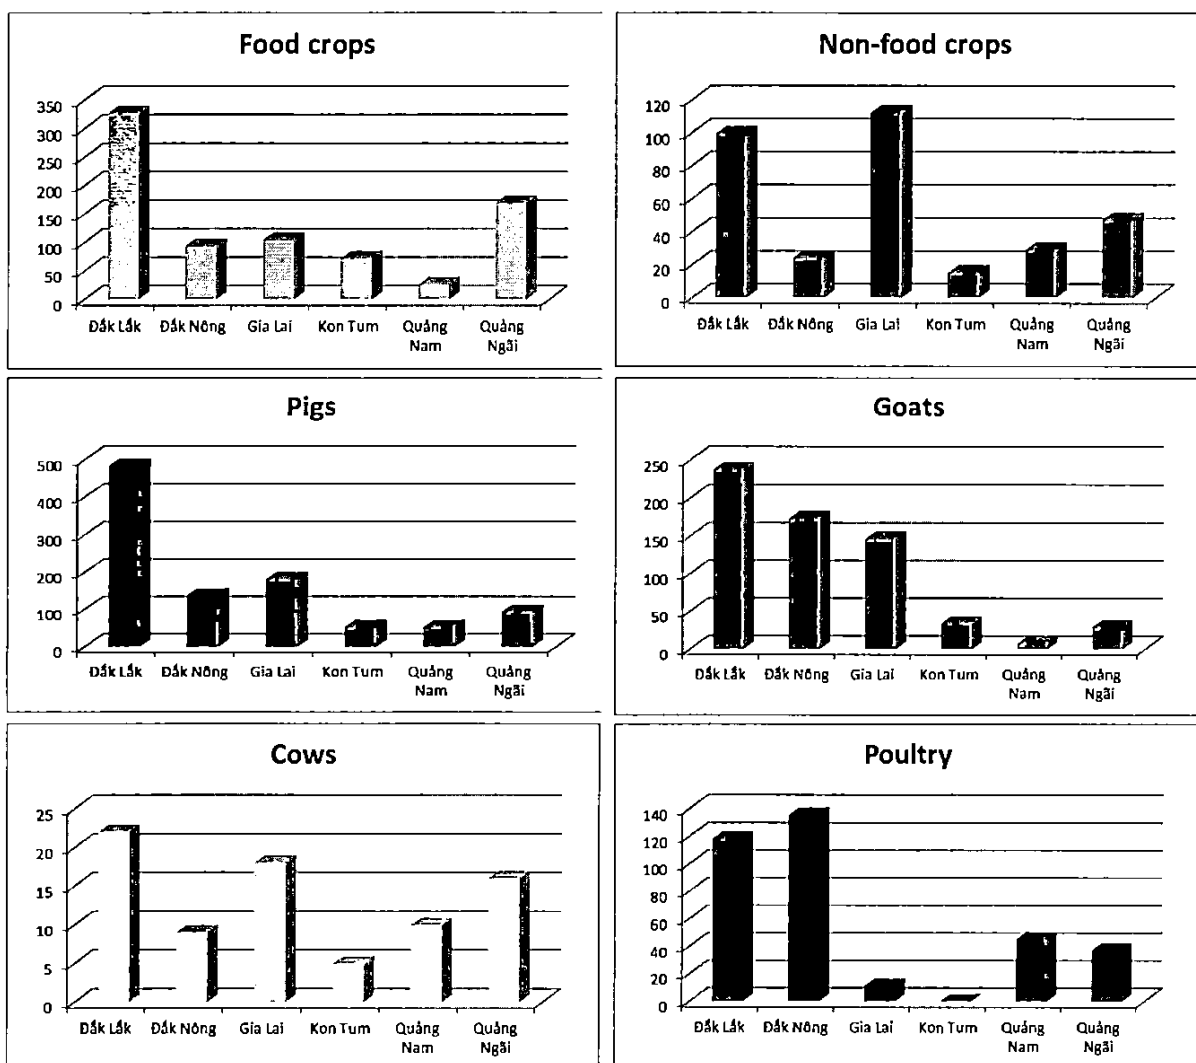 Food crops
350
300
250
200
150
100
50
0
Đắk Lắk Đắk Nông Gia Lai Kon Tum Quảng Quảng
Nam Ngãi
Non-food crops
120
100
80
60
40
20
0
Đắk Lắk Đắk Nông Gia Lai Kon Tum Quảng Quảng
Nam Ngãi
Pigs
500
400
300
200
100
0
Đắk Lắk Đắk Nông Gia Lai Kon Tum Quảng Quảng
Nam Ngãi
Goats
250
200
150
100
50
0
Đắk Lắk Đắk Nông Gia Lai Kon Tum Quảng Quảng
Nam Ngãi
Cows
25
20
15
10
5
0
Đắk Lắk Đắk Nông Gia Lai Kon Tum Quảng Quảng
Nam Ngãi
Poultry
140
120
100
80
60
40
20
0
Đắk Lắk Đắk Nông Gia Lai Kon Tum Quảng Quảng
Nam Ngãi